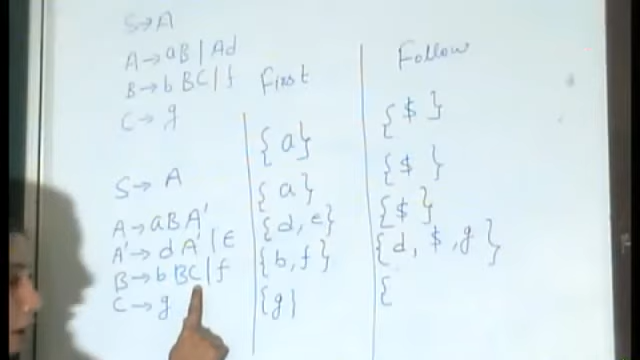 S → A
A → aB | Ad
B → b BC | f
C → g
First Follow
S → A {a} {$}
A → aBA' {a} {$}
A' → dA' | ϵ {d, ϵ} {$}
B → b BC | f {b, f} {d, $, g}
C → g {g} {